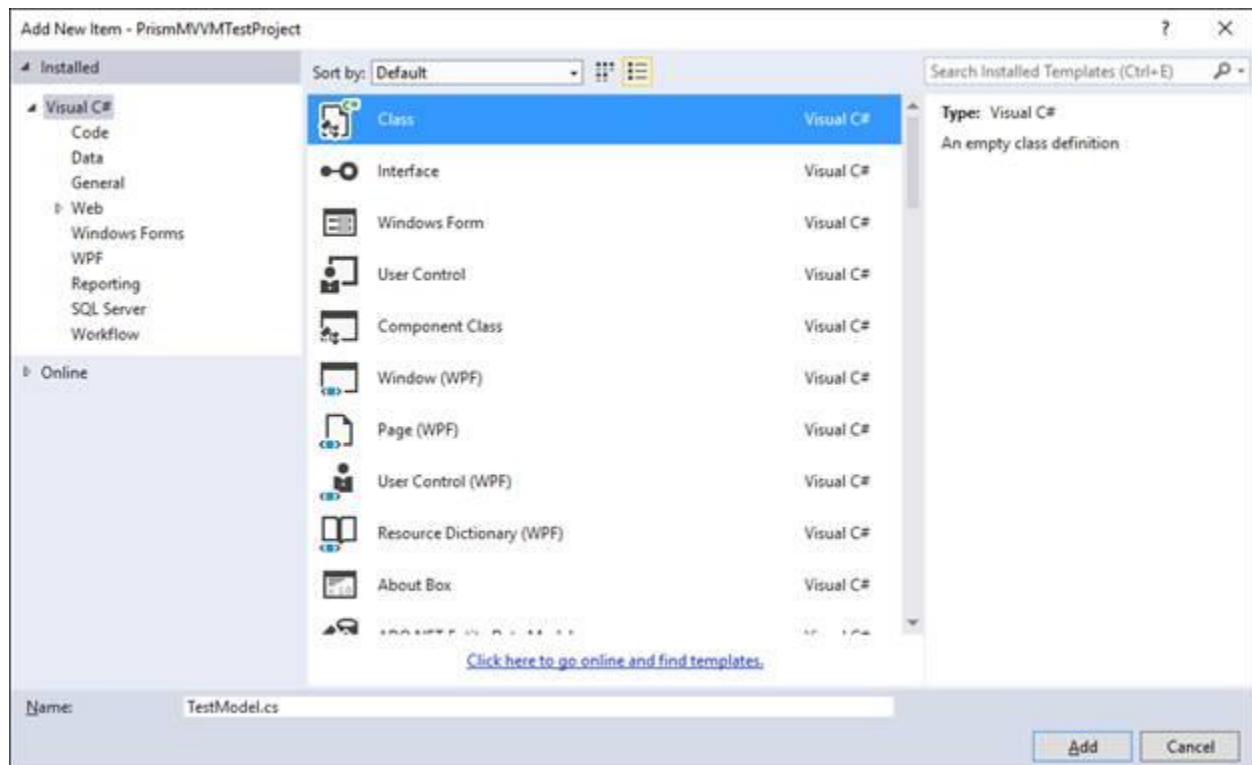 Add New Item - PrismMVVMTestProject
?
Installed
Sort by: Default
Search Installed Templates (Ctrl+E)
Visual C#
Code
Data
General
Web
Windows Forms
WPF
Reporting
SQL Server
Workflow
Online
Class Visual C#
Interface Visual C#
Windows Form Visual C#
User Control Visual C#
Component Class Visual C#
Window (WPF) Visual C#
Page (WPF) Visual C#
User Control (WPF) Visual C#
Resource Dictionary (WPF) Visual C#
About Box Visual C#
Click here to go online and find templates.
Type: Visual C#
An empty class definition
Name: TestModel.cs
Add Cancel